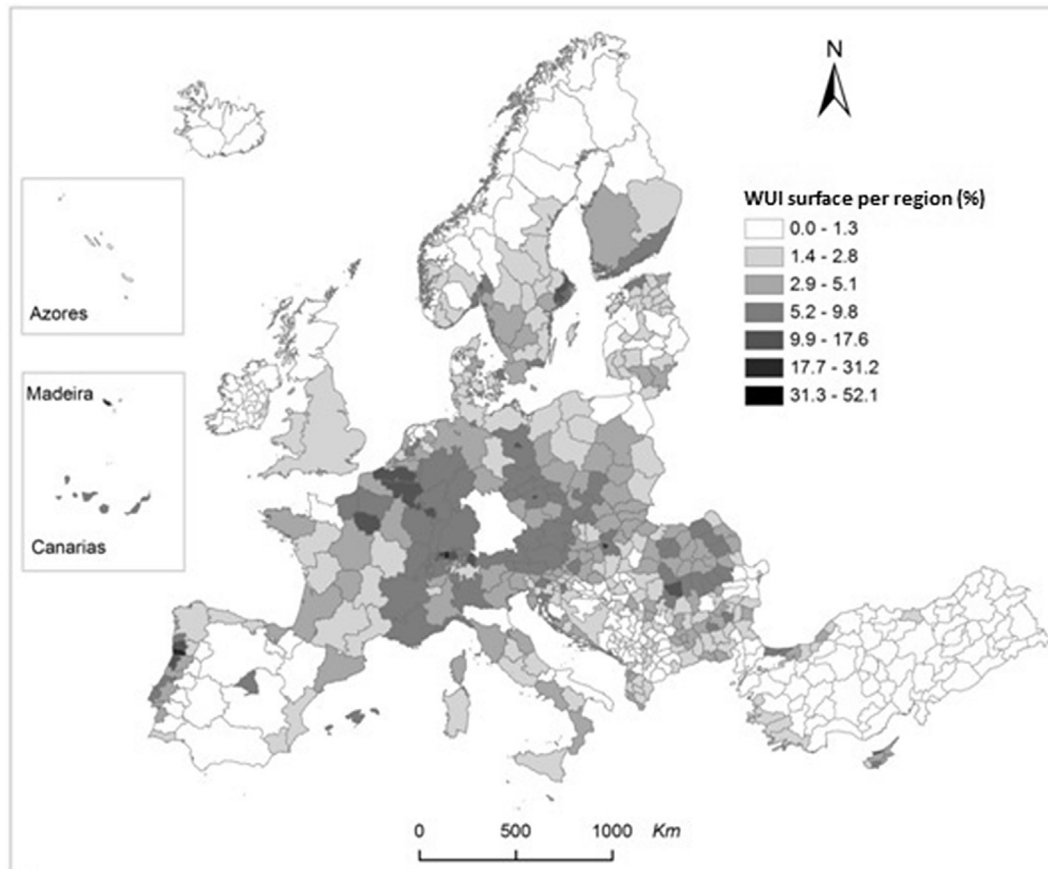 N
WUI surface per region (%)
0.0 - 1.3
1.4 - 2.8
2.9 - 5.1
5.2 - 9.8
9.9 - 17.6
17.7 - 31.2
31.3 - 52.1
Azores
Madeira
Canarias
0 500 1000 Km